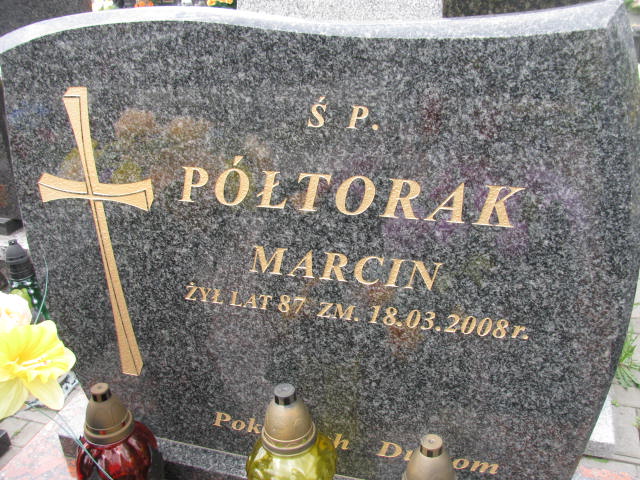 Ś P.
PÓŁTORAK
MARCIN
ŻYŁ LAT 87 ZM. 18.03.2008 r.